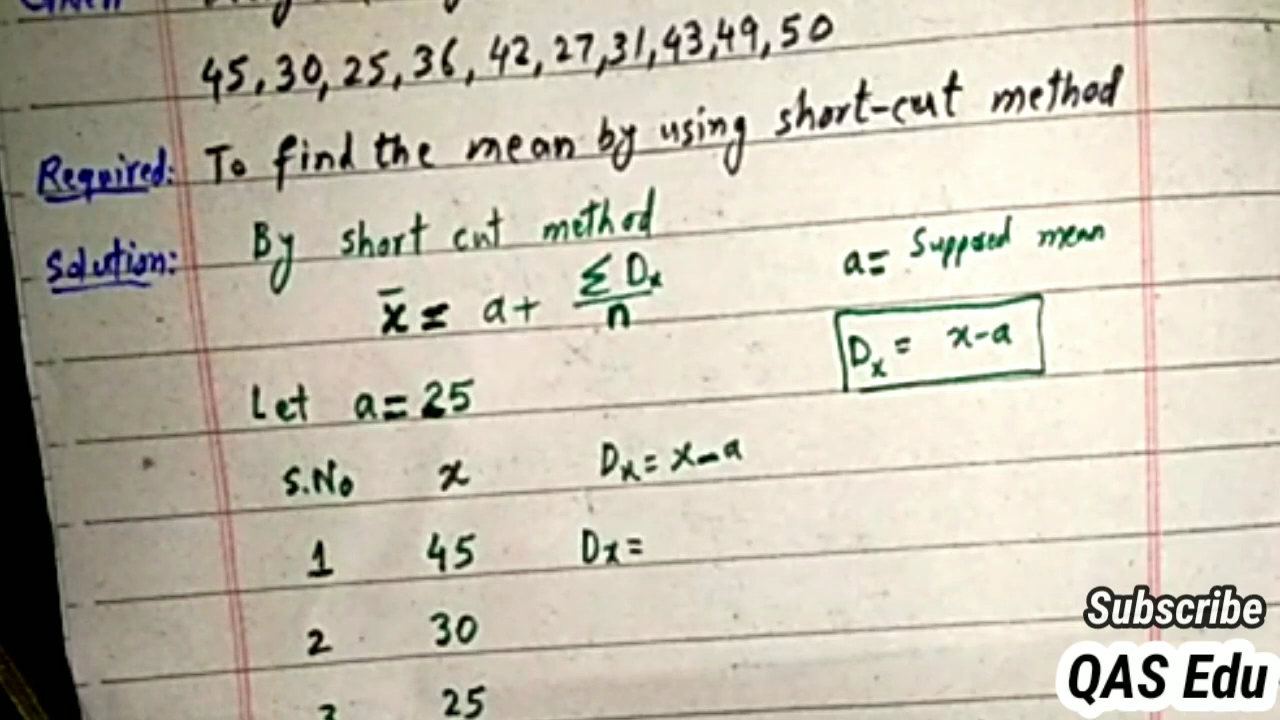 45, 30, 25, 36, 42, 27, 31, 43, 49, 50
Required: To find the mean by using short-cut method
Solution: By short cut method
x̄ = a + ΣDx / n
a = Supposed mean
Dx = x-a
Let a = 25
S.No x Dx = x-a
1 45 Dx =
2 30
3 25
Subscribe
QAS Edu